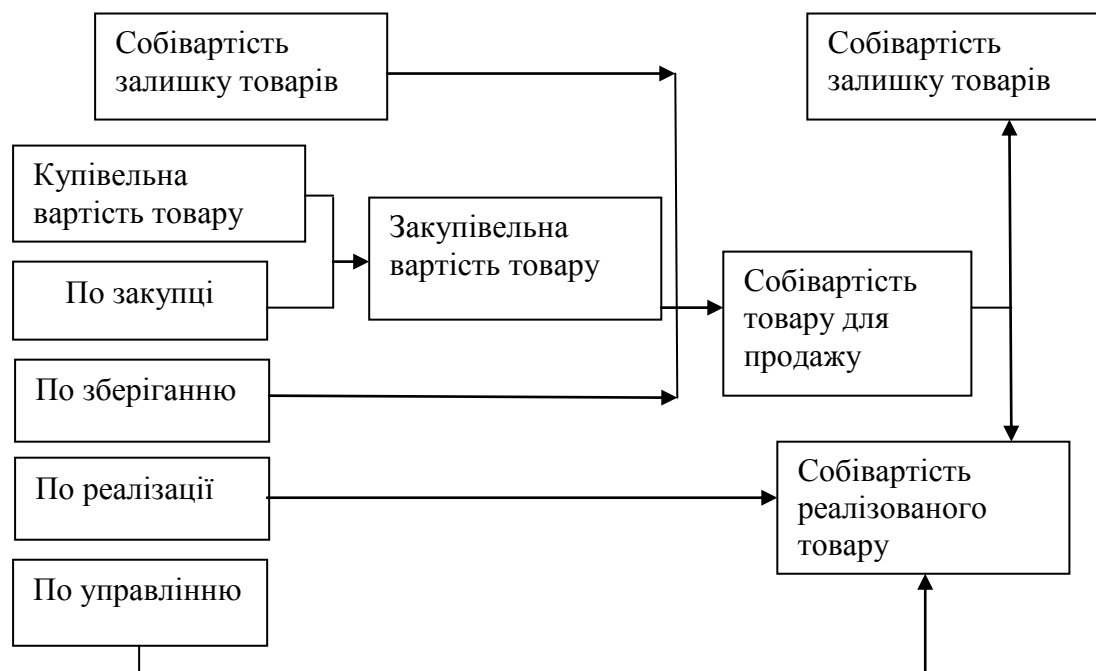 Собівартість
залишку товарів
Собівартість
залишку товарів
Купівельна
вартість товару
Закупівельна
вартість товару
По закупці
Собівартість
товару для
продажу
По зберіганню
По реалізації
Собівартість
реалізованого
товару
По управлінню